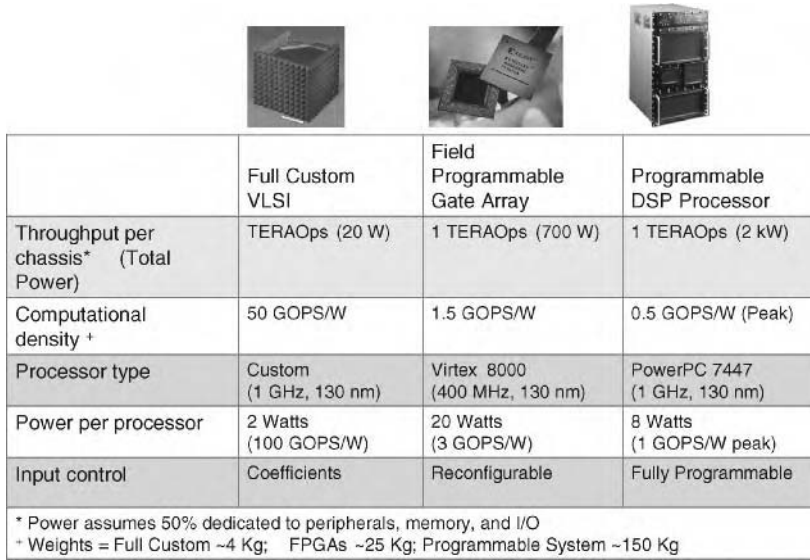 XILINX
Full Custom
VLSI
Field
Programmable
Gate Array
Programmable
DSP Processor
Throughput per
chassis* (Total
Power)
TERAOps (20 W)
1 TERAOps (700 W)
1 TERAOps (2 kW)
Computational
density +
50 GOPS/W
1.5 GOPS/W
0.5 GOPS/W (Peak)
Processor type
Custom
(1 GHz, 130 nm)
Virtex 8000
(400 MHz, 130 nm)
PowerPC 7447
(1 GHz, 130 nm)
Power per processor
2 Watts
(100 GOPS/W)
20 Watts
(3 GOPS/W)
8 Watts
(1 GOPS/W peak)
Input control
Coefficients
Reconfigurable
Fully Programmable
* Power assumes 50% dedicated to peripherals, memory, and I/O
+ Weights = Full Custom ~4 Kg; FPGAs ~25 Kg; Programmable System ~150 Kg